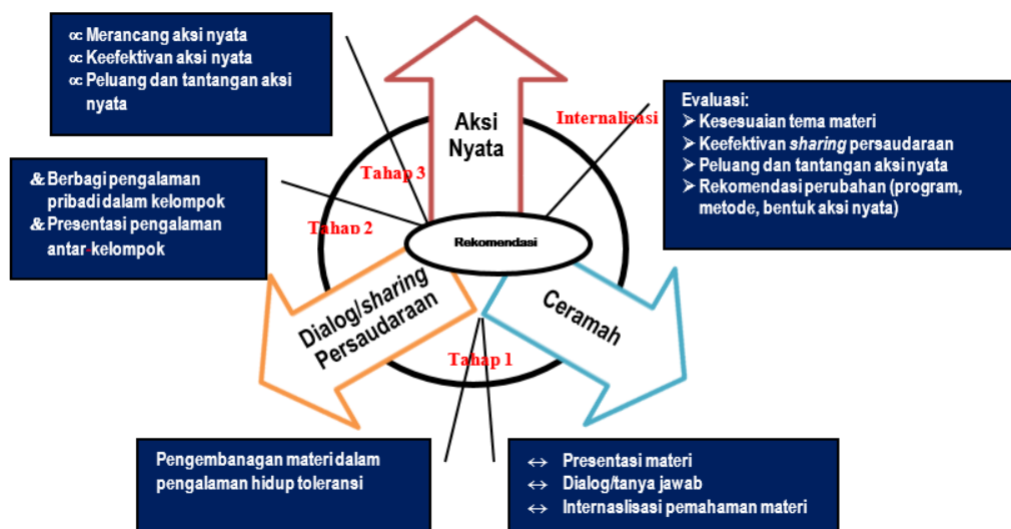 ∝ Merancang aksi nyata
∝ Keefektivan aksi nyata
∝ Peluang dan tantangan aksi
nyata
Aksi
Nyata
Internalisasi
Evaluasi:
➢ Kesesuaian tema materi
➢ Keefektivan sharing persaudaraan
➢ Peluang dan tantangan aksi nyata
➢ Rekomendasi perubahan (program,
metode, bentuk aksi nyata)
Tahap 3
& Berbagi pengalaman
pribadi dalam kelompok
& Presentasi pengalaman
antar-kelompok
Tahap 2
Rekomendasi
Dialog/sharing
Persaudaraan
Ceramah
Tahap 1
Pengembanagan materi dalam
pengalaman hidup toleransi
↔ Presentasi materi
↔ Dialog/tanya jawab
↔ Internaslisasi pemahaman materi